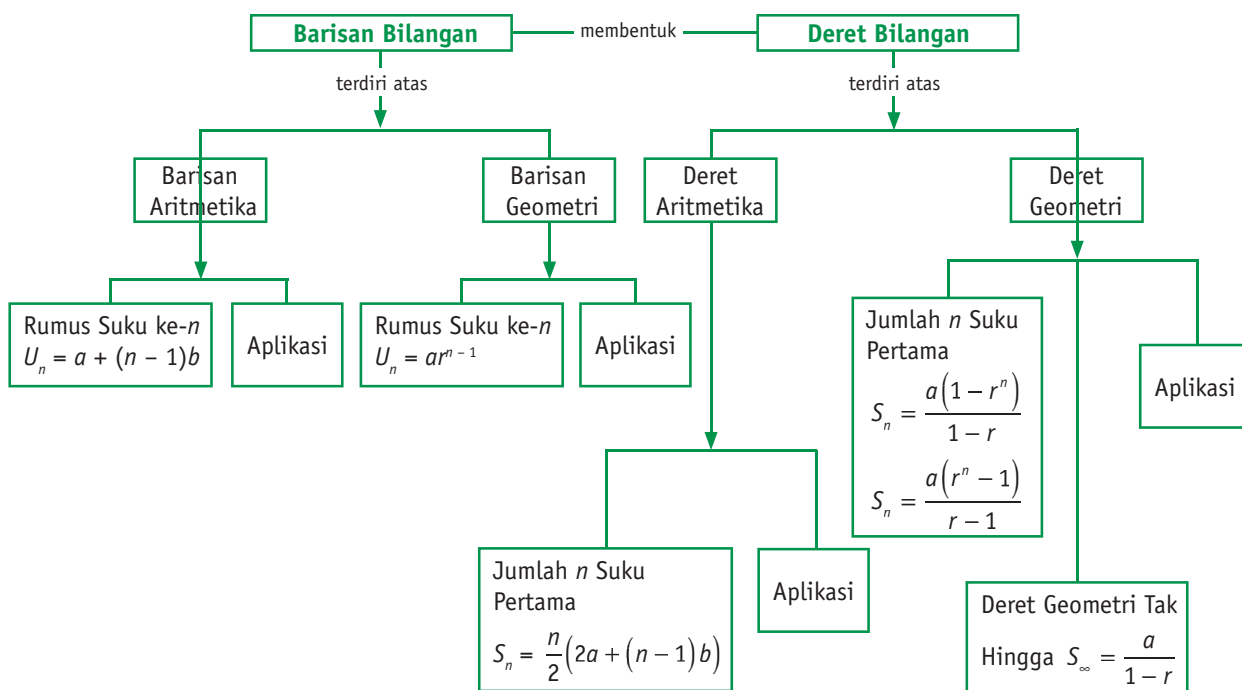 Barisan Bilangan membentuk Deret Bilangan
terdiri atas
terdiri atas
Barisan
Aritmetika
Barisan
Geometri
Deret
Aritmetika
Deret
Geometri
Rumus Suku ke-n
Uₙ = a + (n − 1)b
Aplikasi
Rumus Suku ke-n
Uₙ = arⁿ ⁻ ¹
Aplikasi
Jumlah n Suku
Pertama
Sₙ = a(1 − rⁿ) / 1 − r
Sₙ = a(rⁿ − 1) / r − 1
Aplikasi
Jumlah n Suku
Pertama
Sₙ = n/2 (2a + (n − 1)b)
Aplikasi
Deret Geometri Tak
Hingga S∞ = a / 1 − r